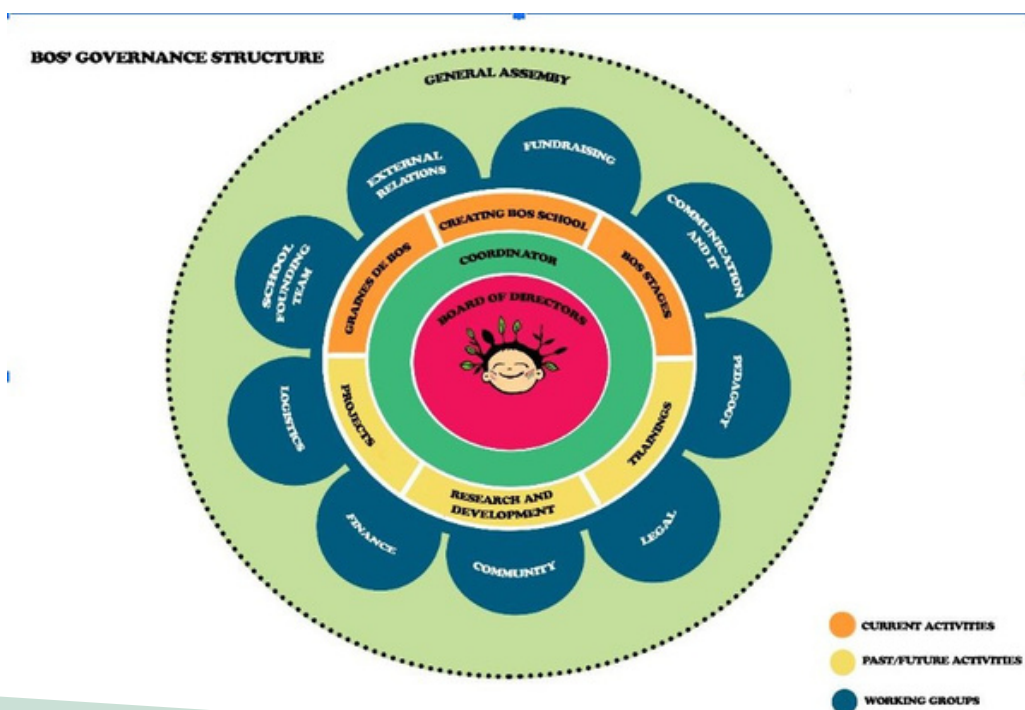 BOS' GOVERNANCE STRUCTURE
GENERAL ASSEMBY
EXTERNAL
RELATIONS
FUNDRAISING
COMMUNICATION
AND IT
SCHOOL
FOUNDING
TEAM
GRAINES DE BOS
CREATING BOS SCHOOL
BOS STAGES
COORDINATOR
BOARD OF DIRECTORS
PEDAGOGY
LOGISTICS
PROJECTS
TRAININGS
RESEARCH AND
DEVELOPMENT
FINANCE
COMMUNITY
LEGAL
CURRENT ACTIVITIES
PAST/FUTURE ACTIVITIES
WORKING GROUPS